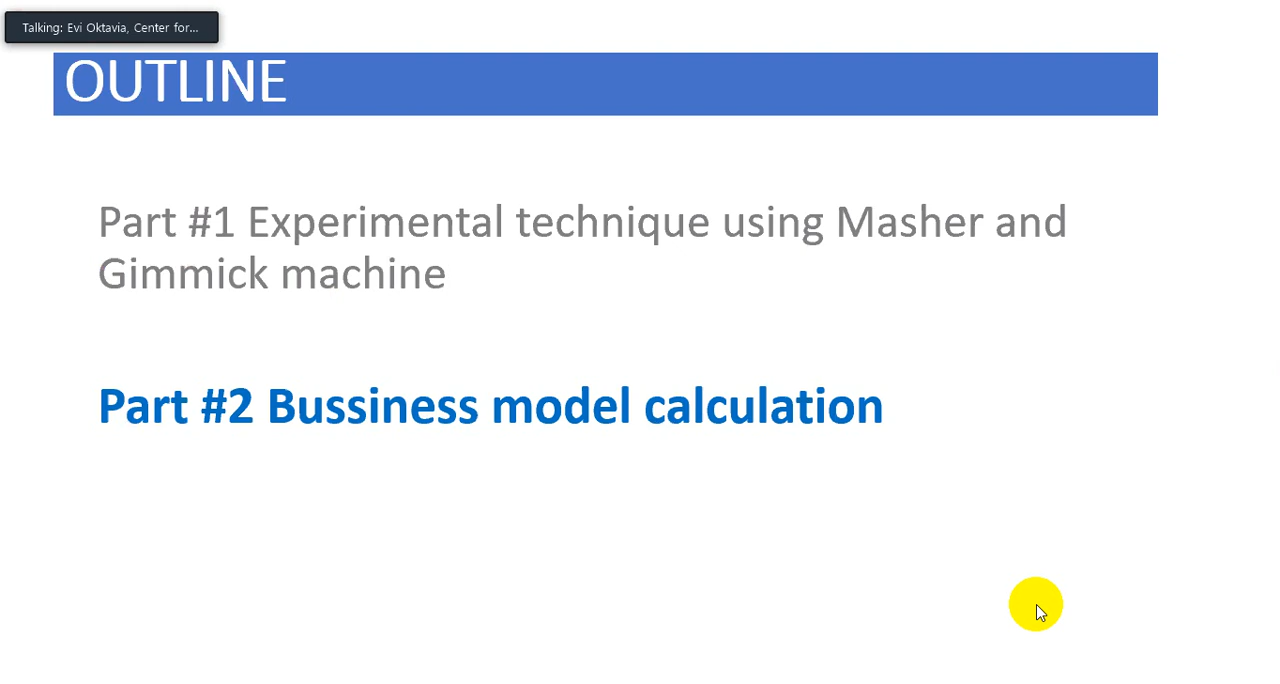 Talking: Evi Oktavia, Center for...
OUTLINE
Part #1 Experimental technique using Masher and
Gimmick machine
Part #2 Bussiness model calculation